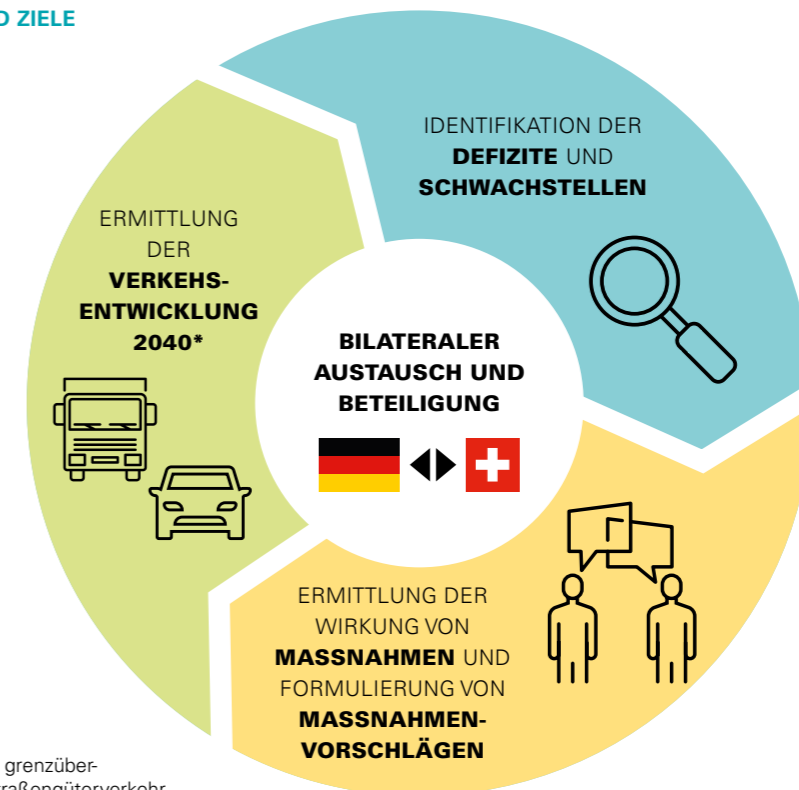 D ZIELE
ERMITTLUNG
DER
VERKEHS-
ENTWICKLUNG
2040*
IDENTIFIKATION DER
DEFIZITE UND
SCHWACHSTELLEN
BILATERALER
AUSTAUSCH UND
BETEILIGUNG
ERMITTLUNG DER
WIRKUNG VON
MASSNAHMEN UND
FORMULIERUNG VON
MASSNAHMEN-
VORSCHLÄGEN
grenzüber-
raßengüterverkehr